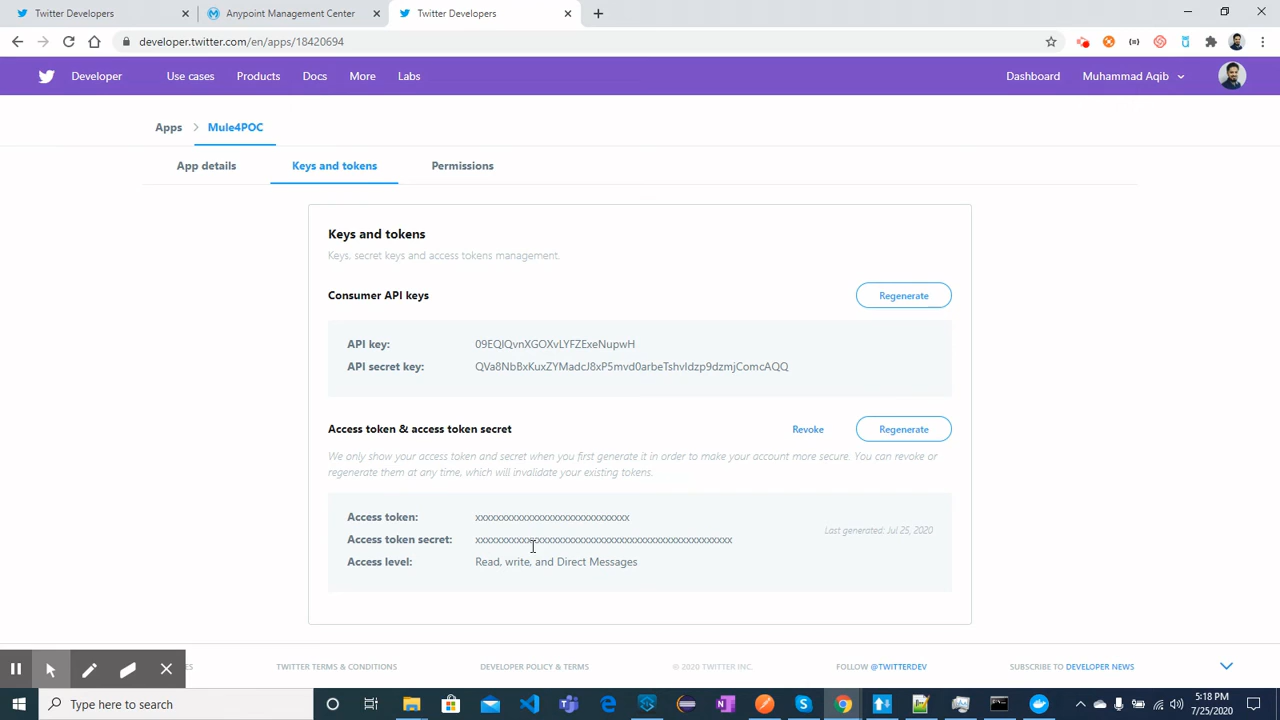 Twitter Developers
Anypoint Management Center
Twitter Developers
developer.twitter.com/en/apps/18420694
Developer
Use cases
Products
Docs
More
Labs
Dashboard
Muhammad Aqib
Apps
Mule4POC
App details
Keys and tokens
Permissions
Keys and tokens
Keys, secret keys and access tokens management.
Consumer API keys
Regenerate
API key:
API secret key:
Access token & access token secret
Revoke
Regenerate
We only show your access token and secret when you first generate it in order to make your account more secure. You can revoke or
regenerate them at any time, which will invalidate your existing tokens.
Access token:
Access token secret:
Last generated: Jul 25, 2020
Access level: Read, write, and Direct Messages
TWITTER TERMS & CONDITIONS
DEVELOPER POLICY & TERMS
© 2020 TWITTER INC.
FOLLOW @TWITTERDEV
SUBSCRIBE TO DEVELOPER NEWS
Type here to search
5:18 PM
7/25/2020